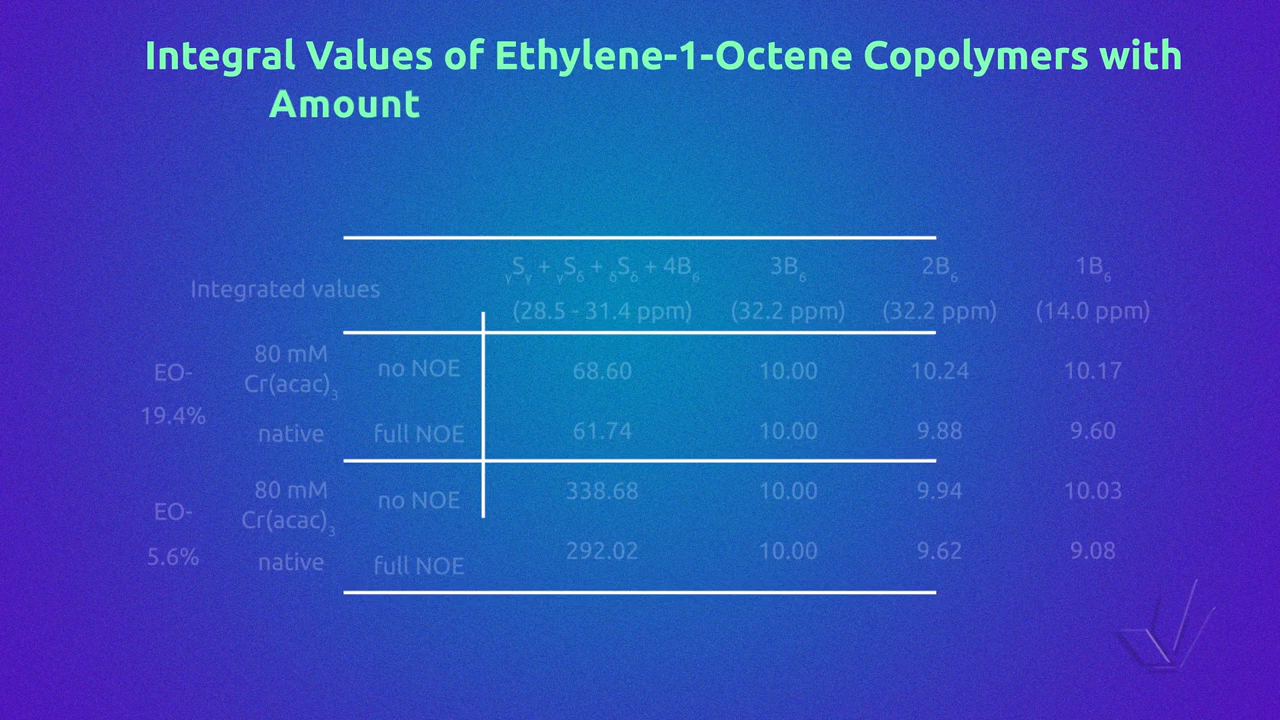 Integral Values of Ethylene-1-Octene Copolymers with
Amount
Integrated values
γSγ + γSδ + δSδ + 4B6 3B6 2B6 1B6
(28.5 - 31.4 ppm) (32.2 ppm) (32.2 ppm) (14.0 ppm)
EO-
19.4%
80 mM
Cr(acac)3
no NOE 68.60 10.00 10.24 10.17
native full NOE 61.74 10.00 9.88 9.60
EO-
5.6%
80 mM
Cr(acac)3
no NOE 338.68 10.00 9.94 10.03
native full NOE 292.02 10.00 9.62 9.08